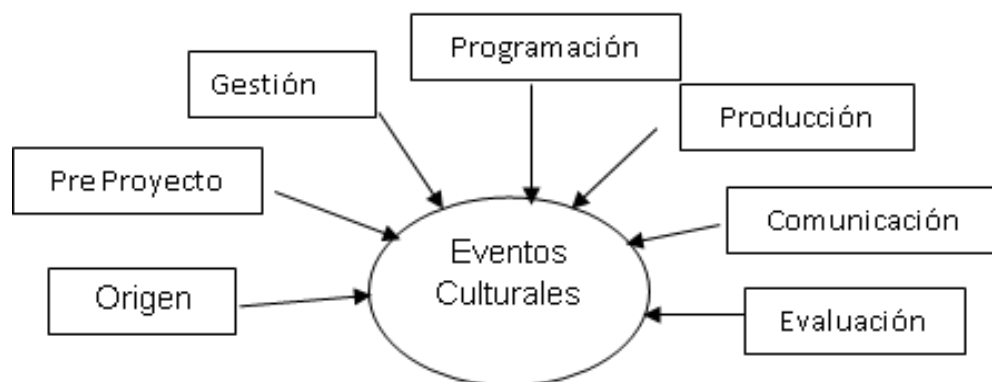 Programación
Gestión
Producción
Pre Proyecto
Comunicación
Eventos
Culturales
Origen
Evaluación